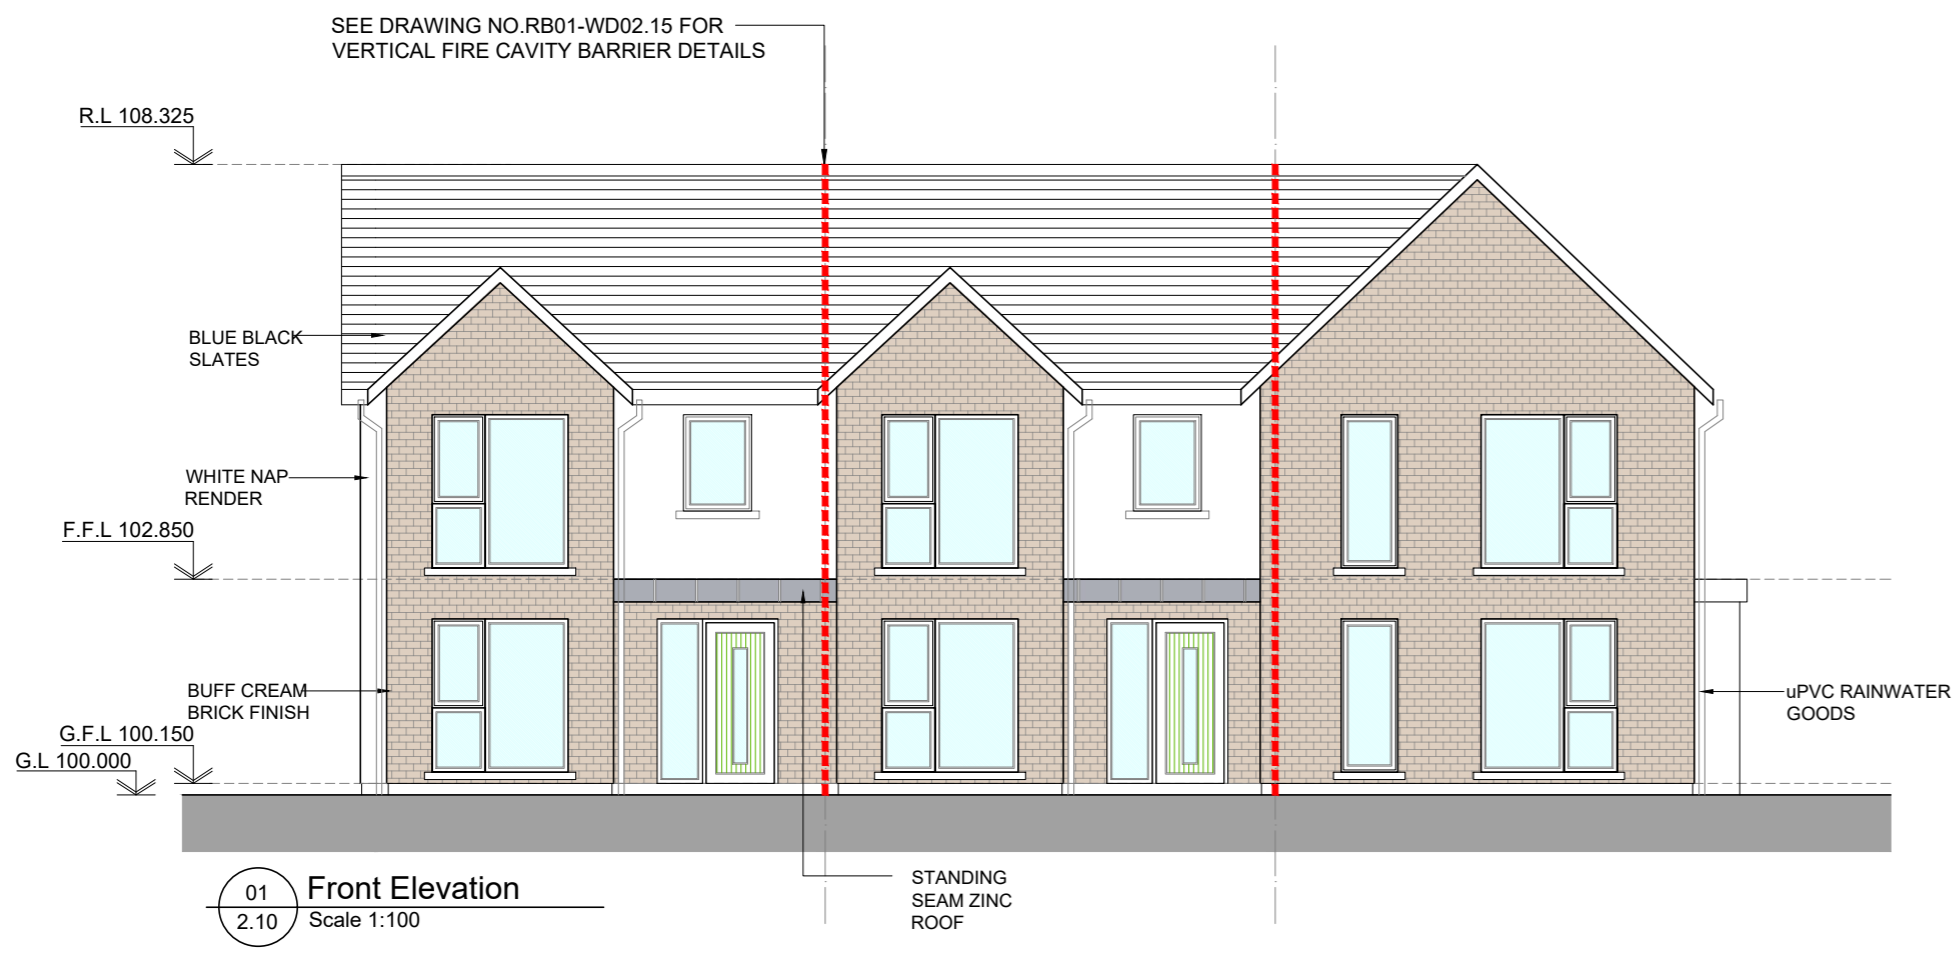 SEE DRAWING NO.RB01-WD02.15 FOR
VERTICAL FIRE CAVITY BARRIER DETAILS
R.L 108.325
BLUE BLACK
SLATES
WHITE NAP
RENDER
F.F.L 102.850
BUFF CREAM
BRICK FINISH
G.F.L 100.150
G.L 100.000
uPVC RAINWATER
GOODS
STANDING
SEAM ZINC
ROOF
01
2.10
Front Elevation
Scale 1:100